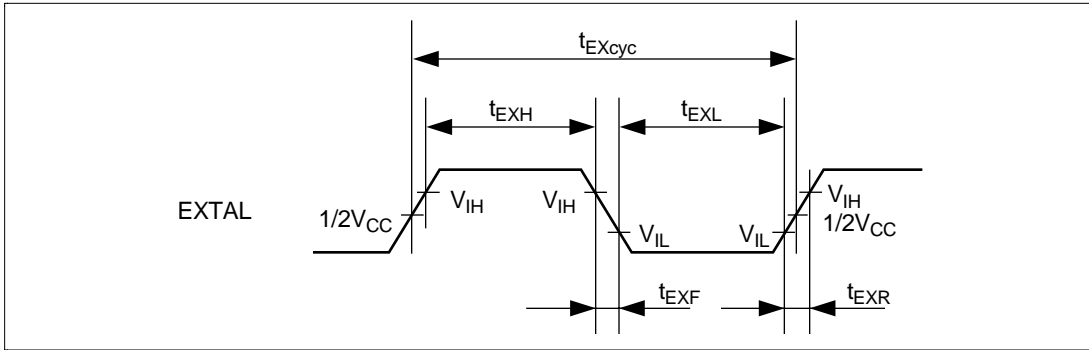 tEXcyc
tEXH
tEXL
EXTAL
1/2VCC
VIH
VIH
VIL
VIL
VIH
1/2VCC
tEXF
tEXR